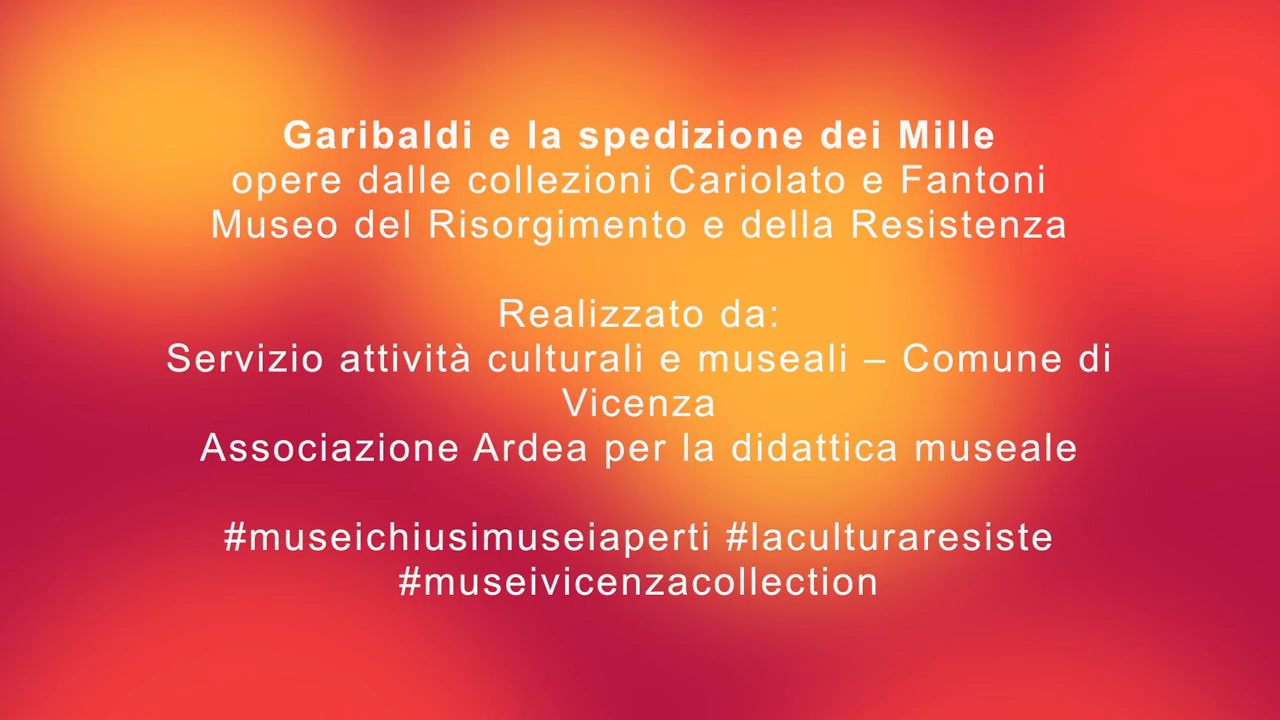 Garibaldi e la spedizione dei Mille
opere dalle collezioni Cariolato e Fantoni
Museo del Risorgimento e della Resistenza
Realizzato da:
Servizio attività culturali e museali – Comune di
Vicenza
Associazione Ardea per la didattica museale
#museichiusimuseiaperti #laculturaresiste
#museivicenzacollection